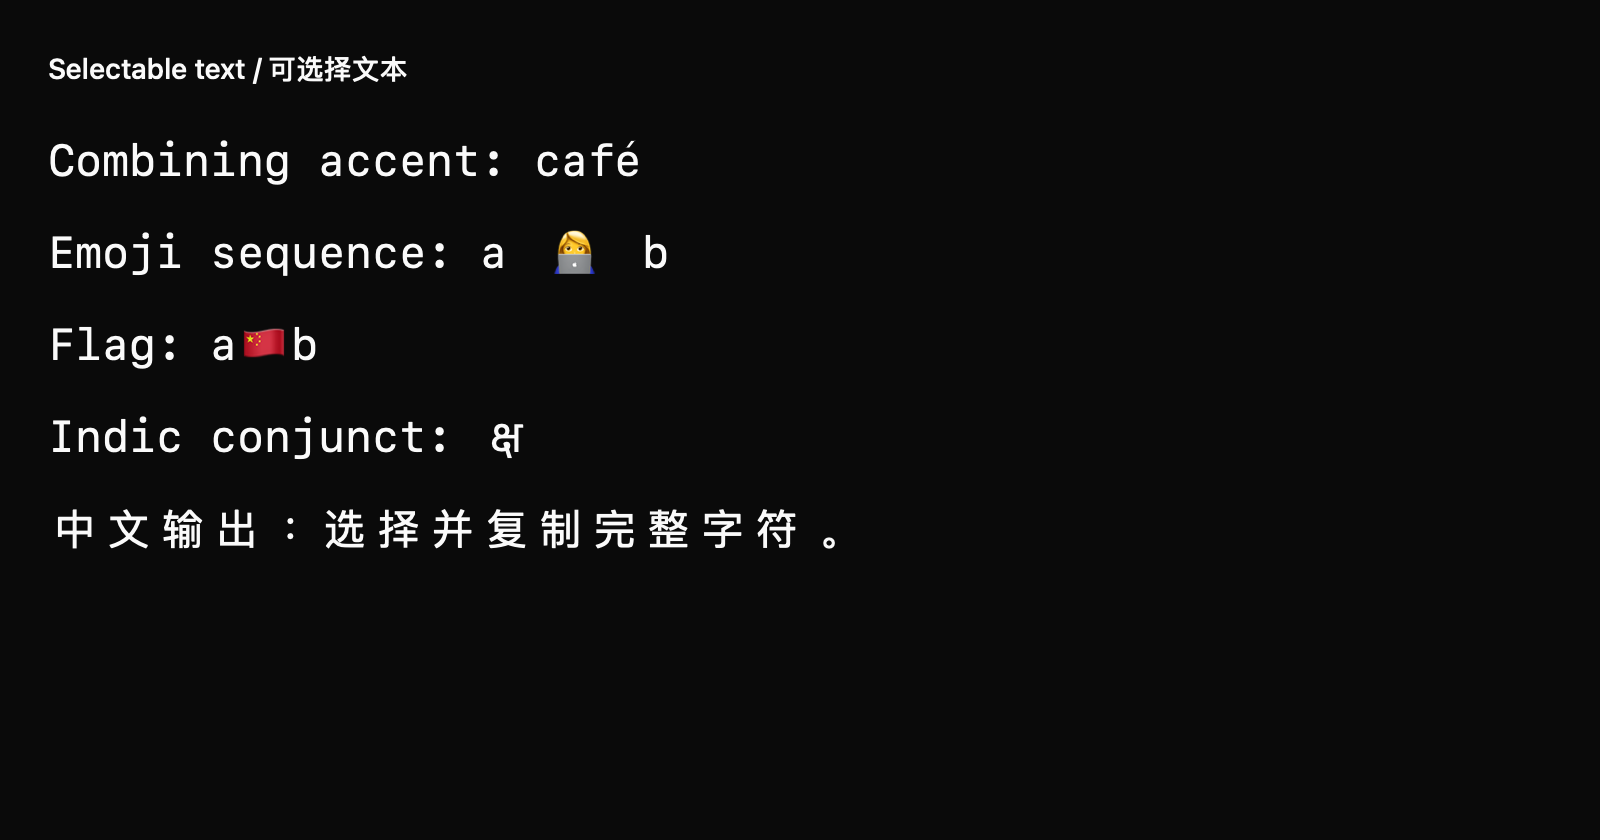 Selectable text / 可选择文本
Combining accent: café
Emoji sequence: a 👩‍💻 b
Flag: a🇨🇳b
Indic conjunct: क्ष
中文输出：选择并复制完整字符。